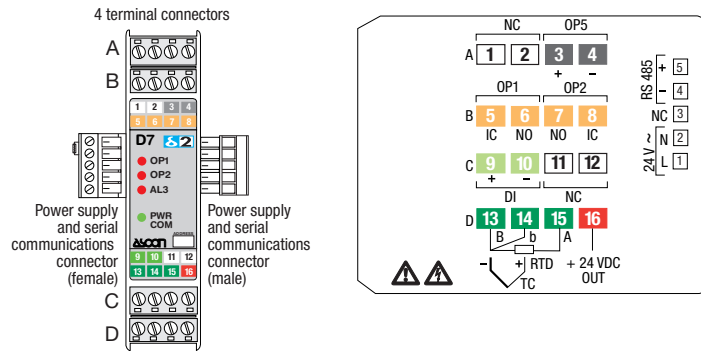 4 terminal connectors
A
B
1 2 3 4
5 6 7 8
D7 δ2
OP1
OP2
AL3
PWR
COM
ascon
ADDRESS
9 10 11 12
13 14 15 16
Power supply
and serial
communications
connector
(female)
Power supply
and serial
communications
connector
(male)
C
D
NC OP5
A 1 2 3 4
+ −
OP1 OP2
B 5 6 7 8
IC NO NO IC
C 9 10 11 12
+ −
DI NC
D 13 14 15 16
B b A
− + RTD
TC
+ 24 VDC
OUT
RS 485 + 5
− 4
NC 3
24 V ~ N 2
L 1